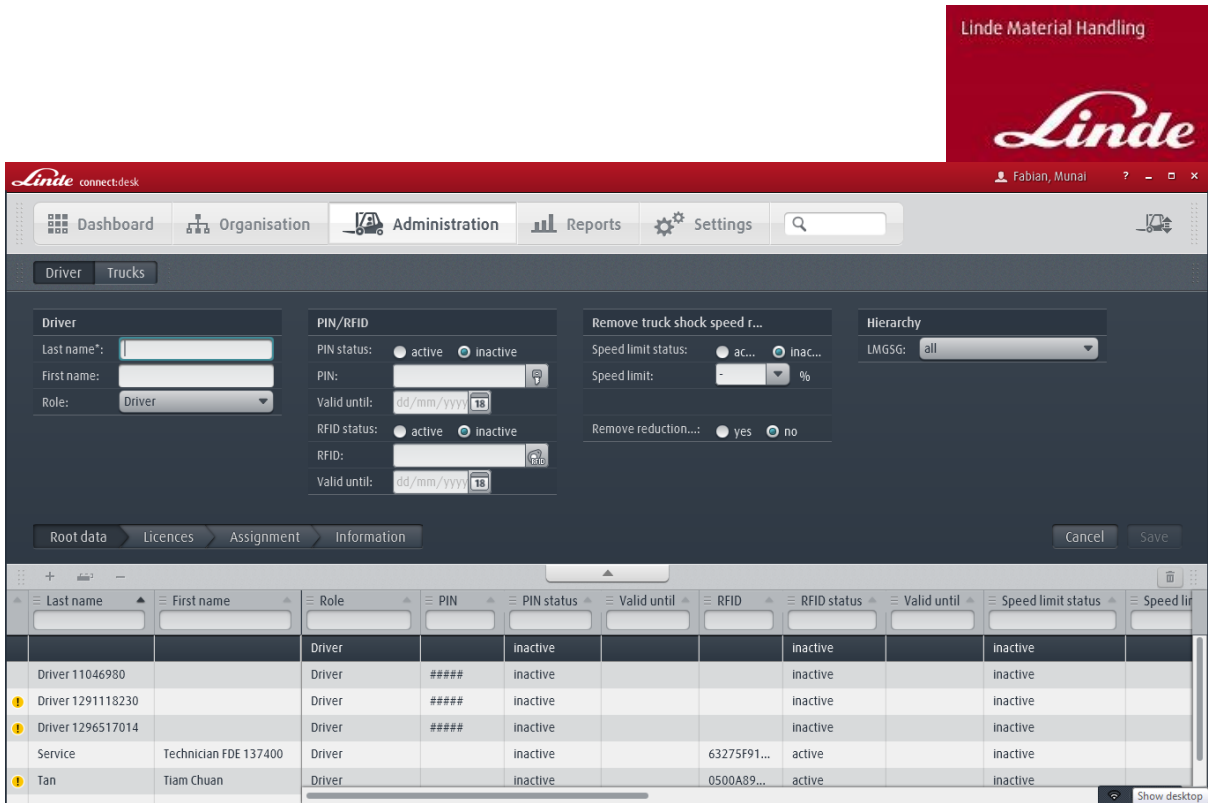 Linde Material Handling
Linde
Linde connect:desk
Fabian, Munai ? – □ ×
Dashboard Organisation Administration Reports Settings
Driver Trucks
Driver PIN/RFID Remove truck shock speed r... Hierarchy
Last name*: PIN status: active inactive Speed limit status: ac... inac... LMGSG: all
First name: PIN: Speed limit: - %
Role: Driver Valid until: dd/mm/yyyy 18
RFID status: active inactive Remove reduction...: yes no
RFID: RFID
Valid until: dd/mm/yyyy 18
Root data Licences Assignment Information Cancel Save
+ –
Last name First name Role PIN PIN status Valid until RFID RFID status Valid until Speed limit status Speed lir
Driver inactive inactive inactive
Driver 11046980 Driver ##### inactive inactive inactive
! Driver 1291118230 Driver ##### inactive inactive inactive
! Driver 1296517014 Driver ##### inactive inactive inactive
Service Technician FDE 137400 Driver inactive 63275F91... active inactive
! Tan Tiam Chuan Driver inactive 0500A89... active inactive
Show desktop